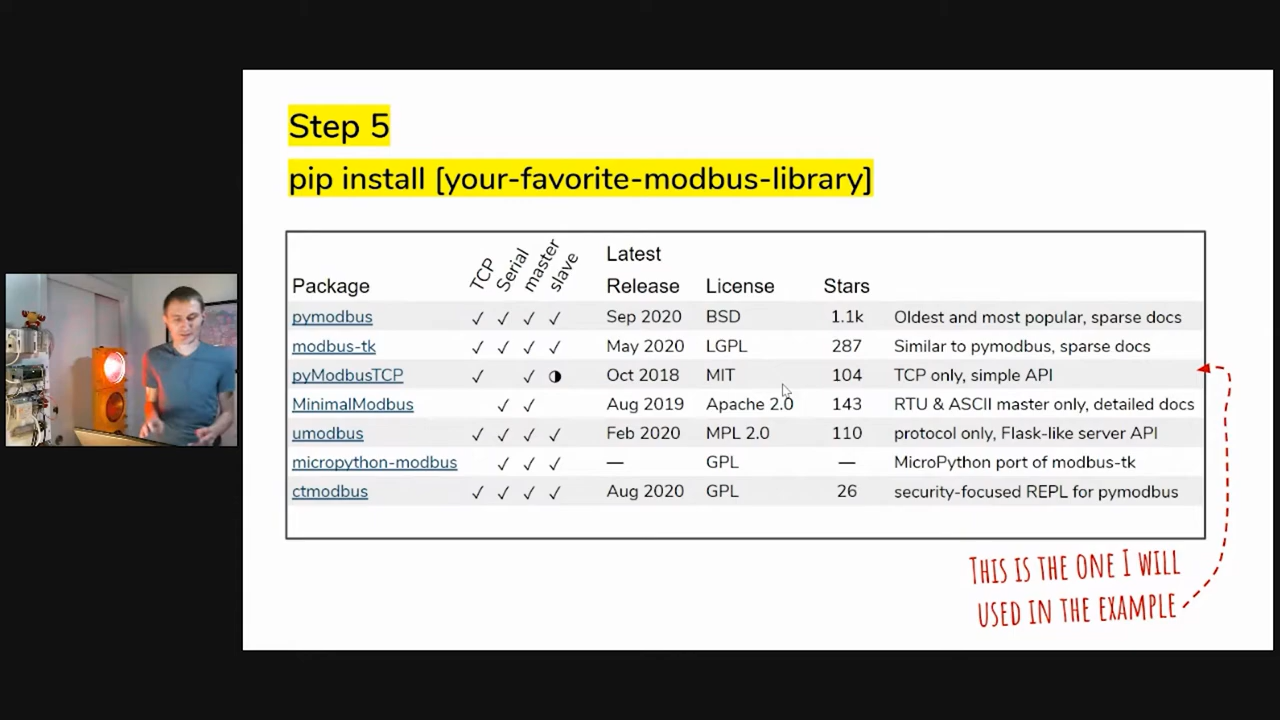 Step 5
pip install [your-favorite-modbus-library]
Package TCP Serial master slave Latest Release License Stars
pymodbus ✓ ✓ ✓ ✓ Sep 2020 BSD 1.1k Oldest and most popular, sparse docs
modbus-tk ✓ ✓ ✓ ✓ May 2020 LGPL 287 Similar to pymodbus, sparse docs
pyModbusTCP ✓ ✓ ◑ Oct 2018 MIT 104 TCP only, simple API
MinimalModbus ✓ ✓ Aug 2019 Apache 2.0 143 RTU & ASCII master only, detailed docs
umodbus ✓ ✓ ✓ ✓ Feb 2020 MPL 2.0 110 protocol only, Flask-like server API
micropython-modbus ✓ ✓ ✓ — GPL — MicroPython port of modbus-tk
ctmodbus ✓ ✓ ✓ ✓ Aug 2020 GPL 26 security-focused REPL for pymodbus
THIS IS THE ONE I WILL
USED IN THE EXAMPLE